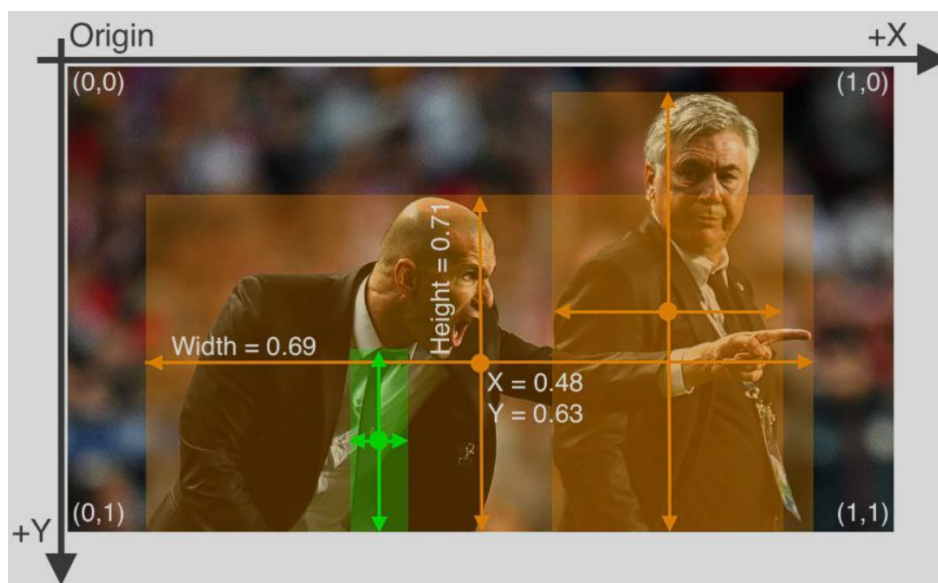 Origin
+X
(0,0)
(1,0)
Height = 0.71
Width = 0.69
X = 0.48
Y = 0.63
(0,1)
(1,1)
+Y